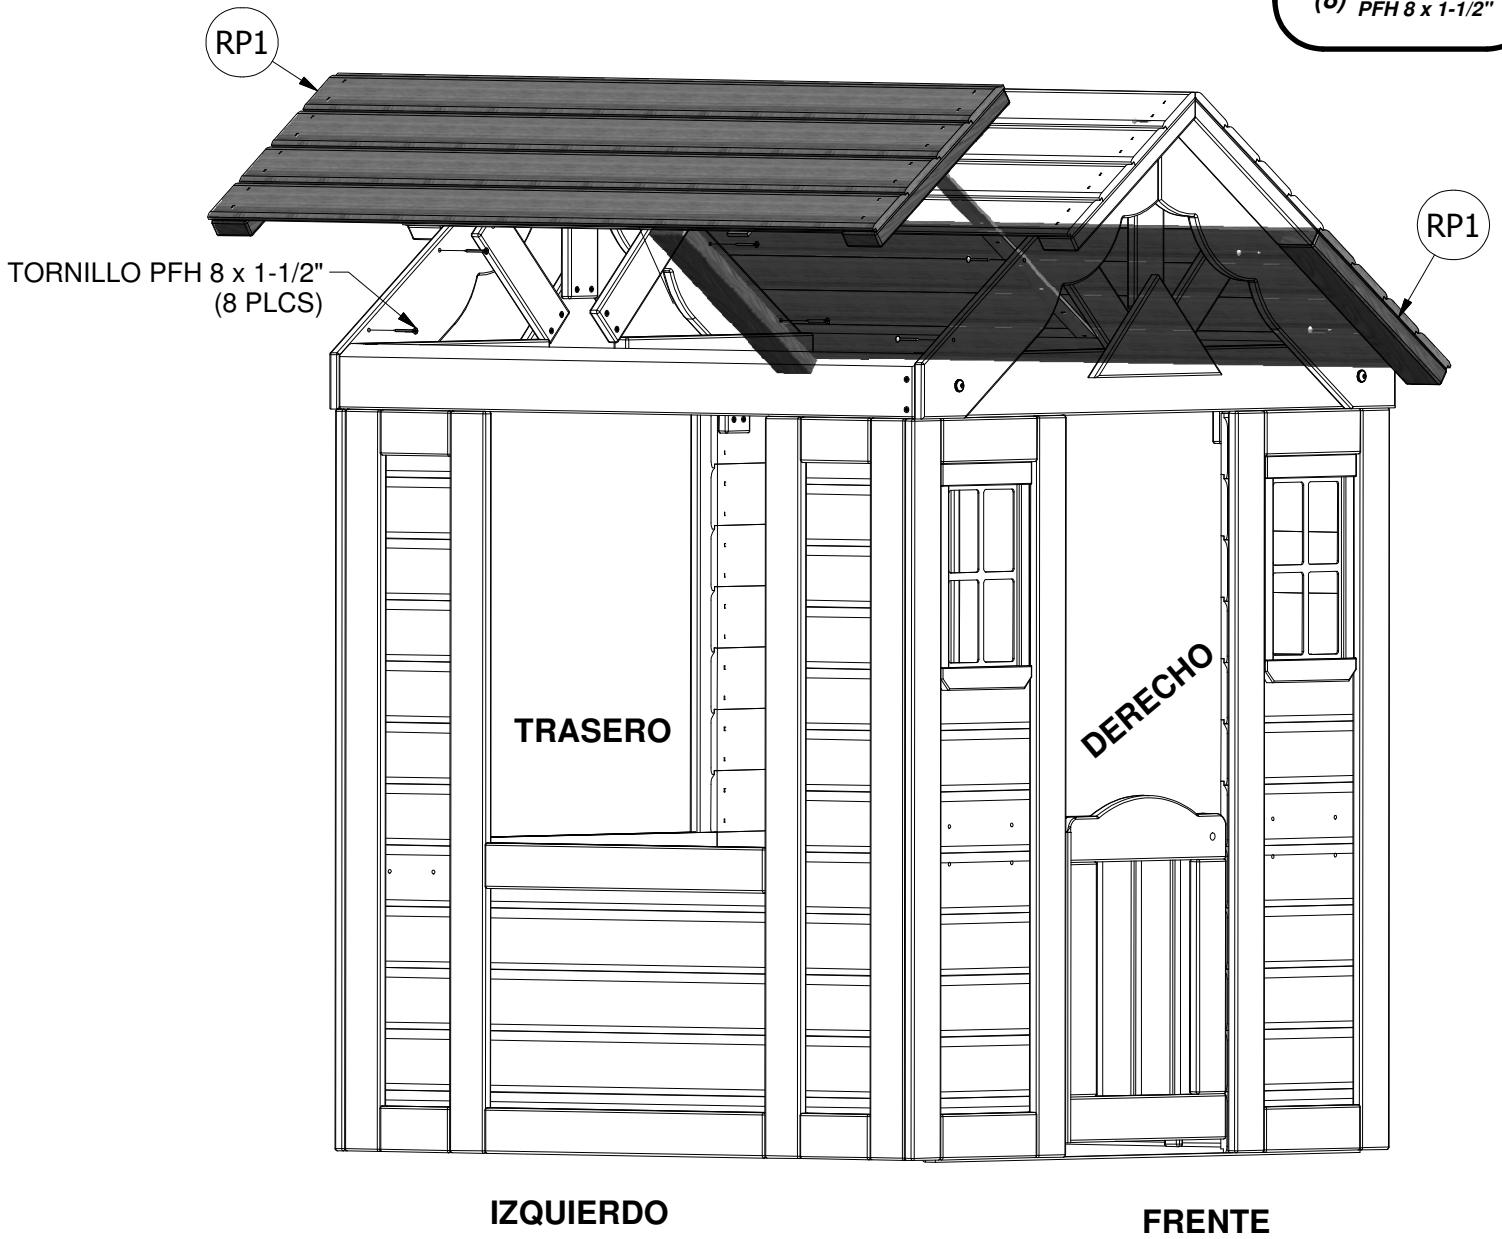 (8) PFH 8 x 1-1/2"
RP1
RP1
TORNILLO PFH 8 x 1-1/2"
(8 PLCS)
TRASERO
DERECHO
IZQUIERDO
FRENTE